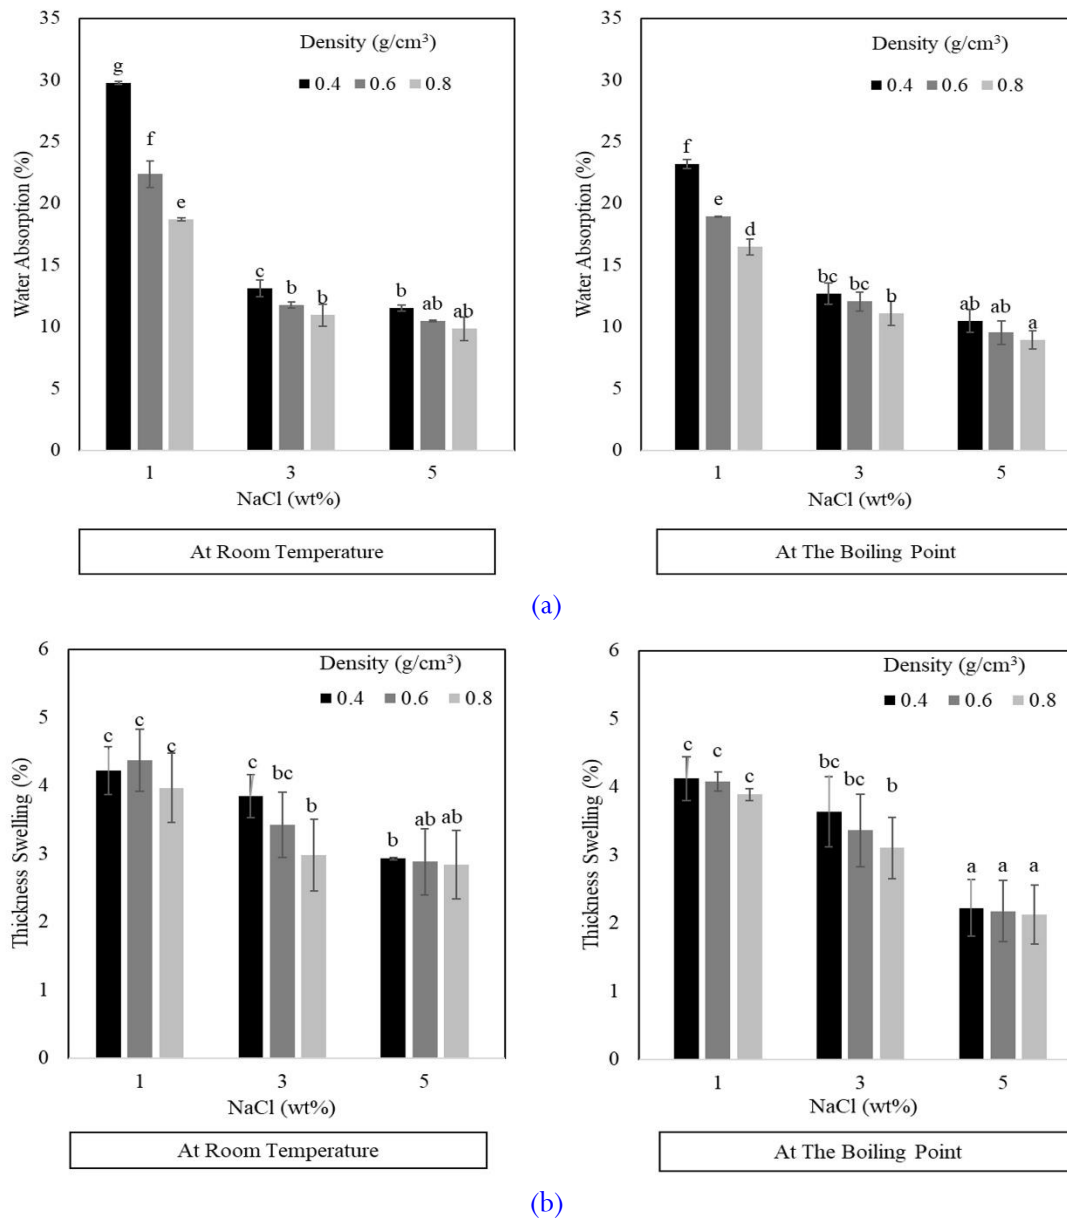 35
30
25
20
15
10
5
0
Water Absorption (%)
Density (g/cm³)
0.4 0.6 0.8
g
f
e
c
b
b
b
ab
ab
1 3 5
NaCl (wt%)
At Room Temperature
35
30
25
20
15
10
5
0
Water Absorption (%)
Density (g/cm³)
0.4 0.6 0.8
f
e
d
bc
bc
b
ab
ab
a
1 3 5
NaCl (wt%)
At The Boiling Point
(a)
6
5
4
3
2
1
0
Thickness Swelling (%)
Density (g/cm³)
0.4 0.6 0.8
c
c
c
c
bc
b
b
ab
ab
1 3 5
NaCl (wt%)
At Room Temperature
6
5
4
3
2
1
0
Thickness Swelling (%)
Density (g/cm³)
0.4 0.6 0.8
c
c
c
bc
bc
b
a
a
a
1 3 5
NaCl (wt%)
At The Boiling Point
(b)